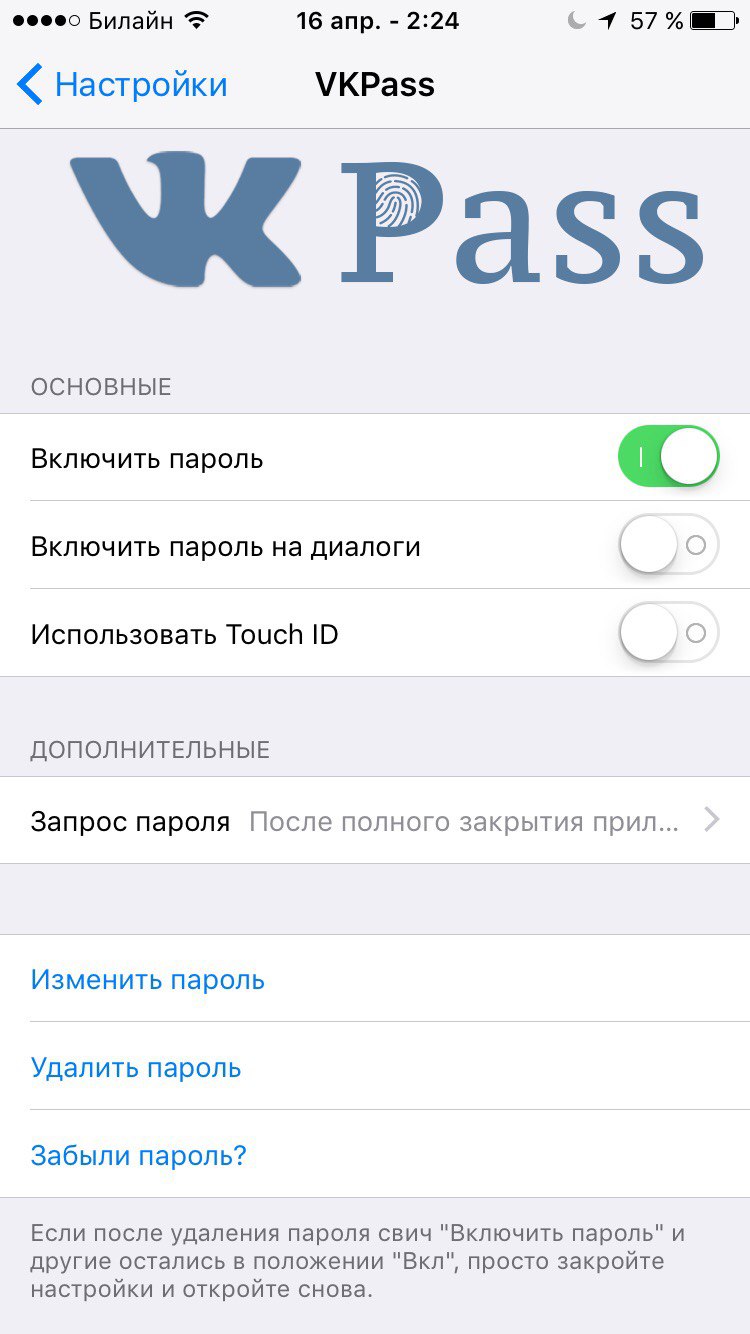 Билайн 16 апр. - 2:24 57 %
Настройки VKPass
VK Pass
ОСНОВНЫЕ
Включить пароль
Включить пароль на диалоги
Использовать Touch ID
ДОПОЛНИТЕЛЬНЫЕ
Запрос пароля После полного закрытия прил...
Изменить пароль
Удалить пароль
Забыли пароль?
Если после удаления пароля свич "Включить пароль" и
другие остались в положении "Вкл", просто закройте
настройки и откройте снова.